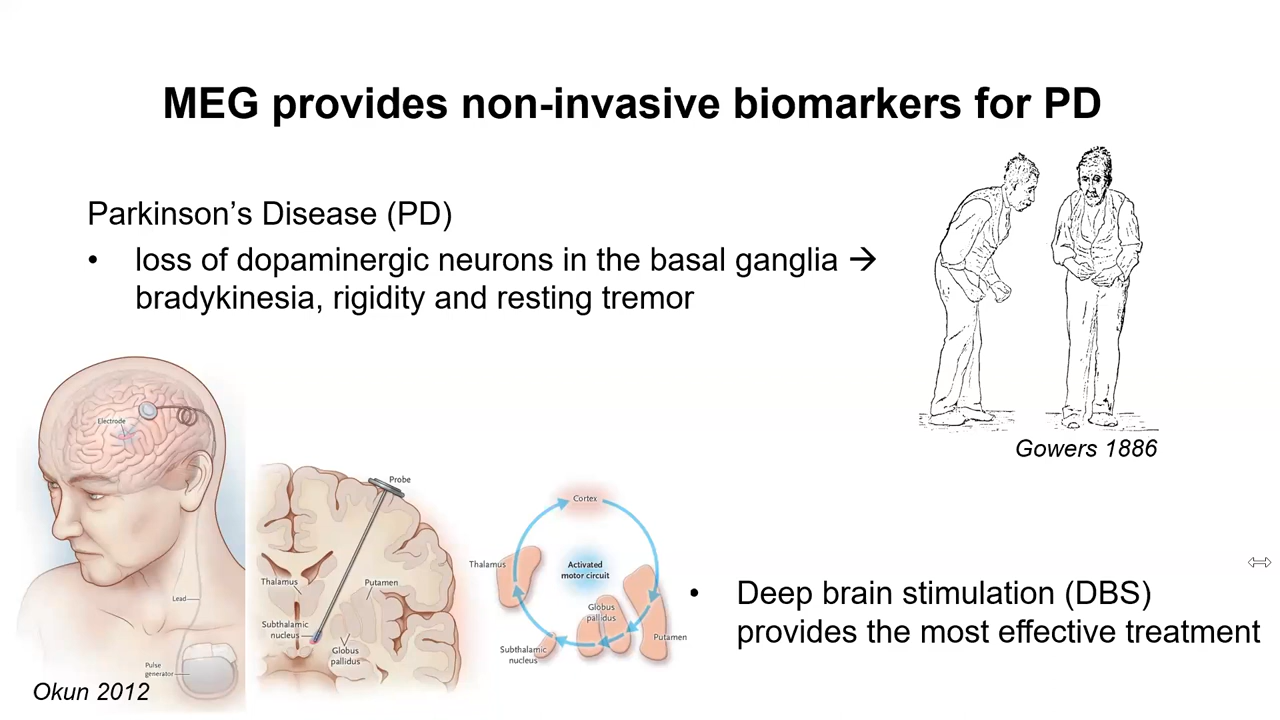 MEG provides non-invasive biomarkers for PD
Parkinson’s Disease (PD)
• loss of dopaminergic neurons in the basal ganglia →
bradykinesia, rigidity and resting tremor
Gowers 1886
Electrode
Lead
Pulse
generator
Okun 2012
Probe
Thalamus
Putamen
Subthalamic
nucleus
Globus
pallidus
Cortex
Thalamus
Activated
motor circuit
Globus
pallidus
Putamen
Subthalamic
nucleus
• Deep brain stimulation (DBS)
provides the most effective treatment